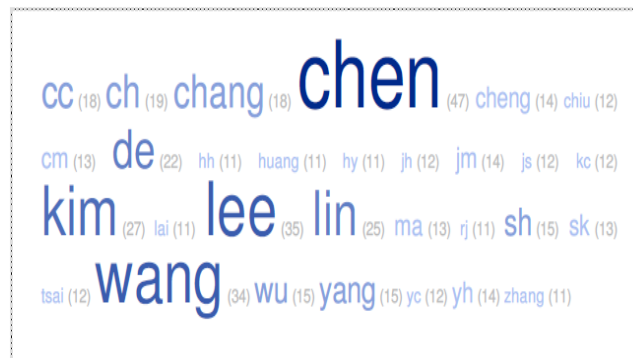 cc (18) ch (19) chang (18) chen (47) cheng (14) chiu (12)
cm (13) de (22) hh (11) huang (11) hy (11) jh (12) jm (14) js (12) kc (12)
kim (27) lai (11) lee (35) lin (25) ma (13) rj (11) sh (15) sk (13)
tsai (12) wang (34) wu (15) yang (15) yc (12) yh (14) zhang (11)